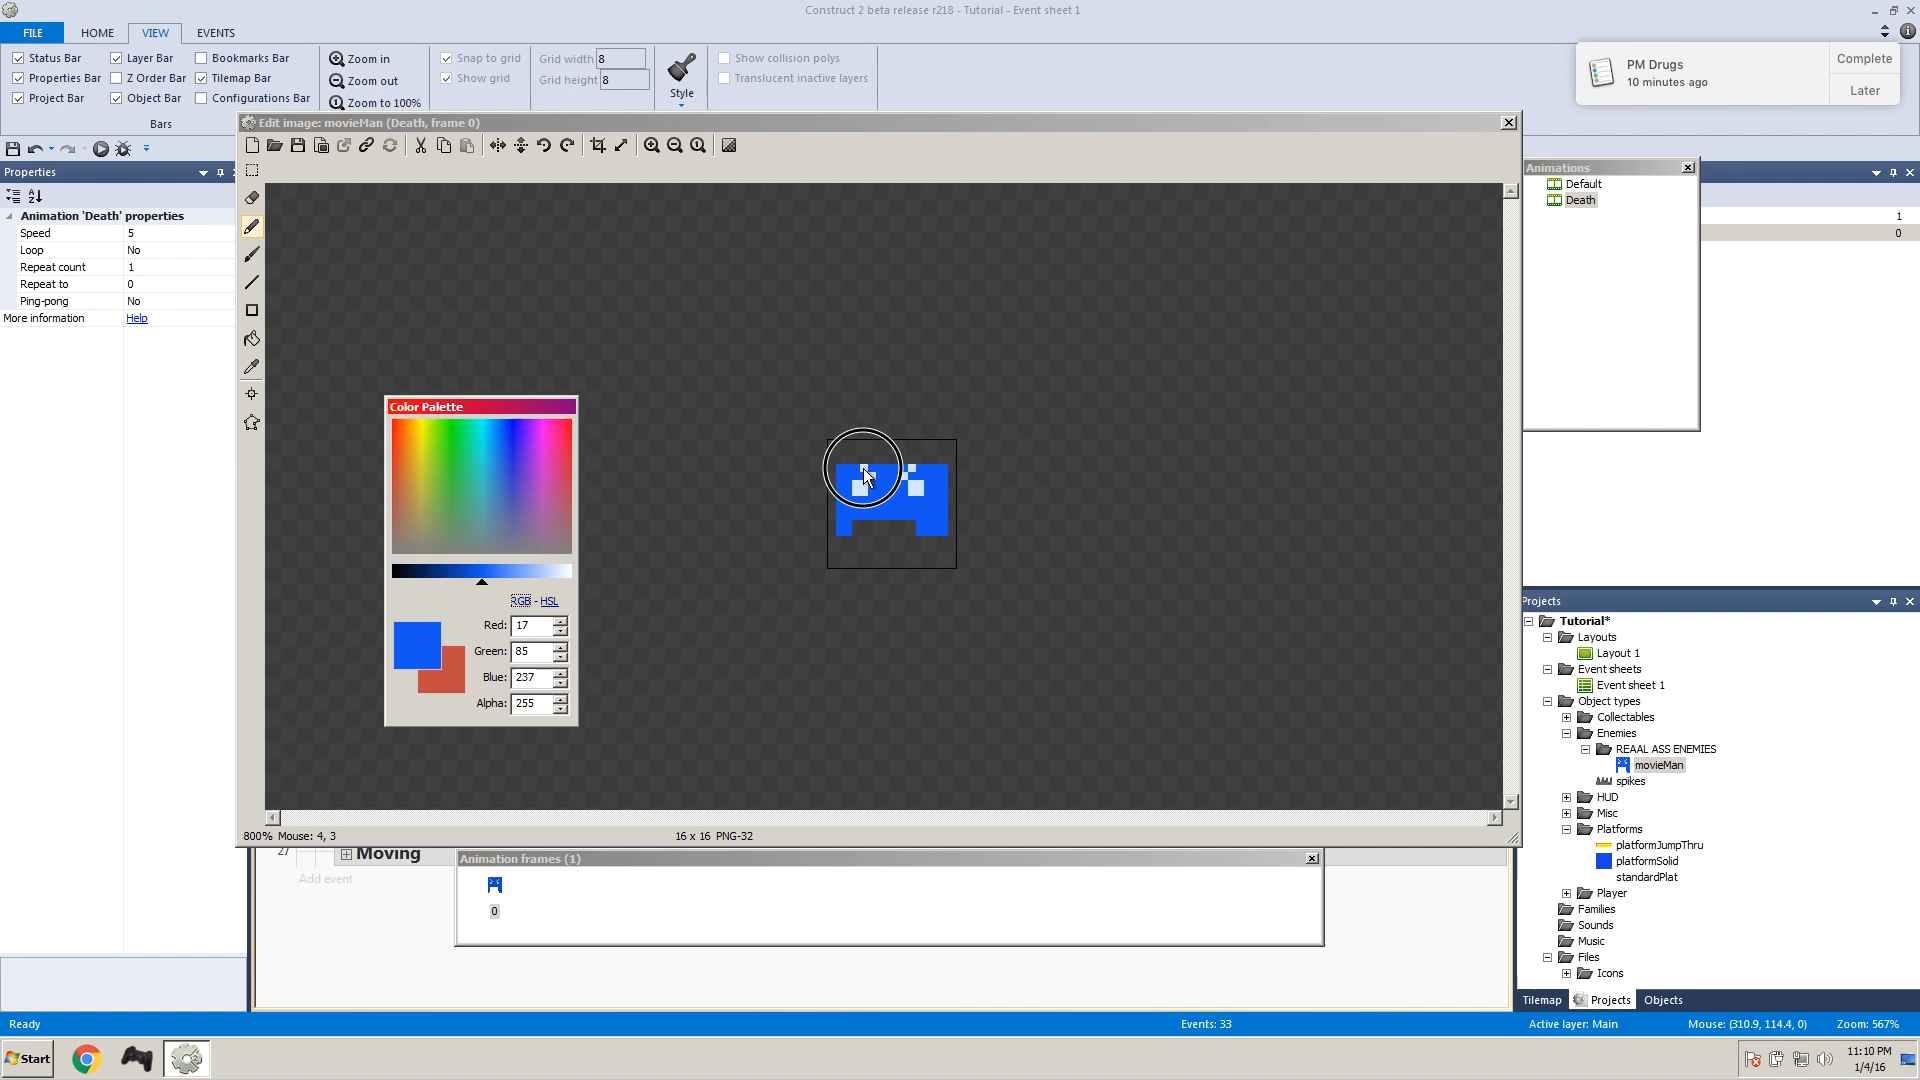 Construct 2 beta release r218 - Tutorial - Event sheet 1
FILE HOME VIEW EVENTS
Status Bar Layer Bar Bookmarks Bar
Properties Bar Z Order Bar Tilemap Bar
Project Bar Object Bar Configurations Bar
Bars
Zoom in
Zoom out
Zoom to 100%
Snap to grid
Show grid
Grid width 8
Grid height 8
Style
Show collision polys
Translucent inactive layers
PM Drugs
10 minutes ago
Complete
Later
Edit image: movieMan (Death, frame 0)
Properties
Animation 'Death' properties
Speed 5
Loop No
Repeat count 1
Repeat to 0
Ping-pong No
More information Help
Animations
Default
Death
1
0
Color Palette
RGB - HSL
Red: 17
Green: 85
Blue: 237
Alpha: 255
800% Mouse: 4, 3
16 x 16 PNG-32
27 Moving
Add event
Animation frames (1)
0
Projects
Tutorial*
Layouts
Layout 1
Event sheets
Event sheet 1
Object types
Collectables
Enemies
REAAL ASS ENEMIES
movieMan
spikes
HUD
Misc
Platforms
platformJumpThru
platformSolid
standardPlat
Player
Families
Sounds
Music
Files
Icons
Tilemap Projects Objects
Ready
Events: 33
Active layer: Main
Mouse: (310.9, 114.4, 0)
Zoom: 567%
Start
11:10 PM
1/4/16